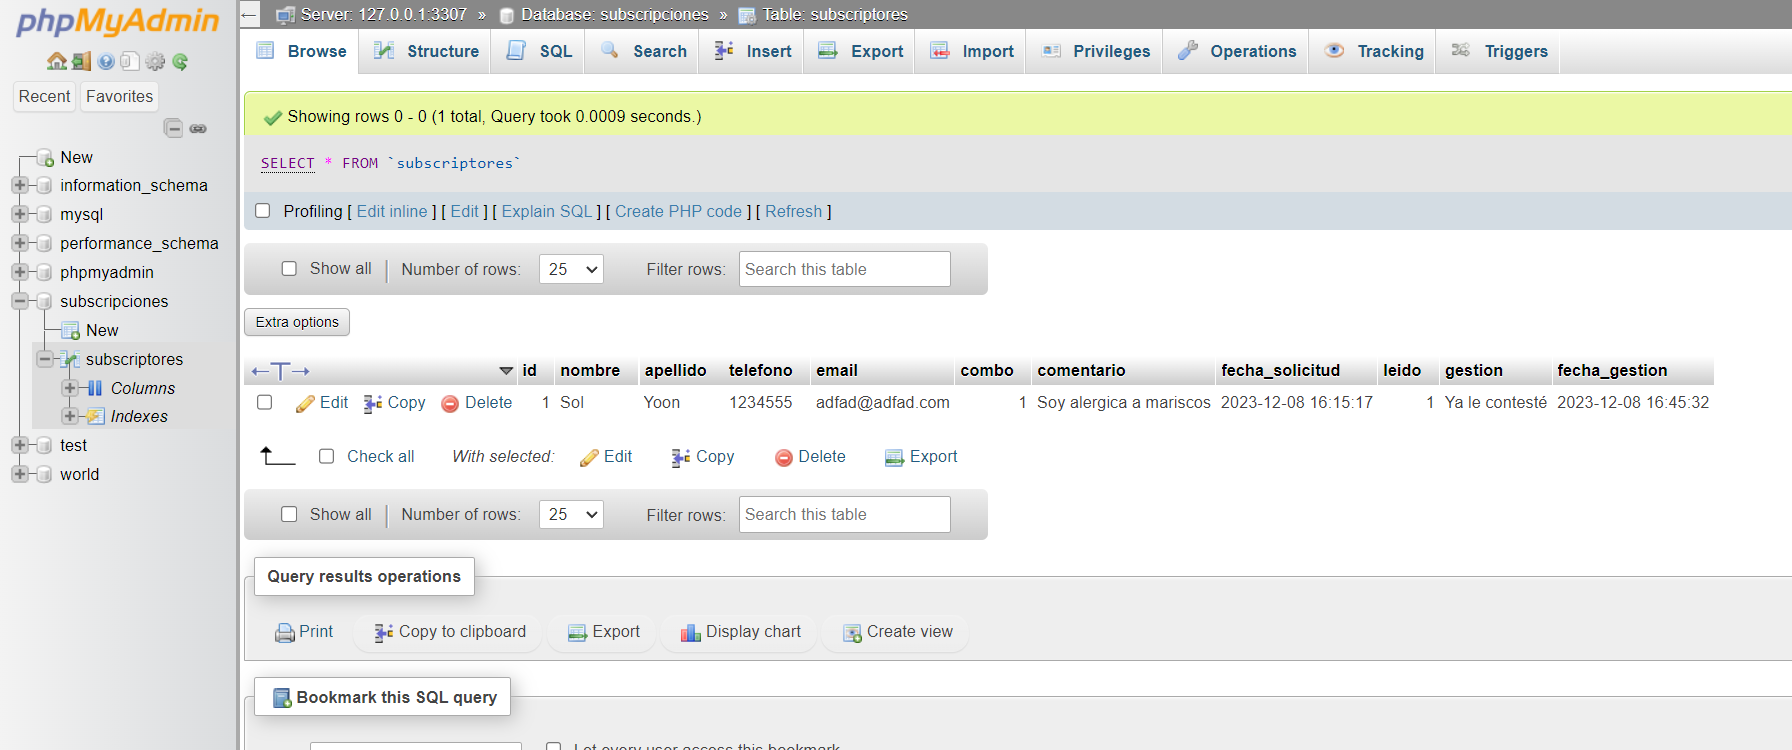 phpMyAdmin
Recent Favorites
New
information_schema
mysql
performance_schema
phpmyadmin
subscripciones
New
subscriptores
Columns
Indexes
test
world
Server: 127.0.0.1:3307 » Database: subscripciones » Table: subscriptores
Browse Structure SQL Search Insert Export Import Privileges Operations Tracking Triggers
Showing rows 0 - 0 (1 total, Query took 0.0009 seconds.)
SELECT * FROM `subscriptores`
Profiling [ Edit inline ] [ Edit ] [ Explain SQL ] [ Create PHP code ] [ Refresh ]
Show all | Number of rows: 25 Filter rows: Search this table
Extra options
id nombre apellido telefono email combo comentario fecha_solicitud leido gestion fecha_gestion
Edit Copy Delete 1 Sol Yoon 1234555 adfad@adfad.com 1 Soy alergica a mariscos 2023-12-08 16:15:17 1 Ya le contesté 2023-12-08 16:45:32
Check all With selected: Edit Copy Delete Export
Show all | Number of rows: 25 Filter rows: Search this table
Query results operations
Print Copy to clipboard Export Display chart Create view
Bookmark this SQL query
Let every user access this bookmark